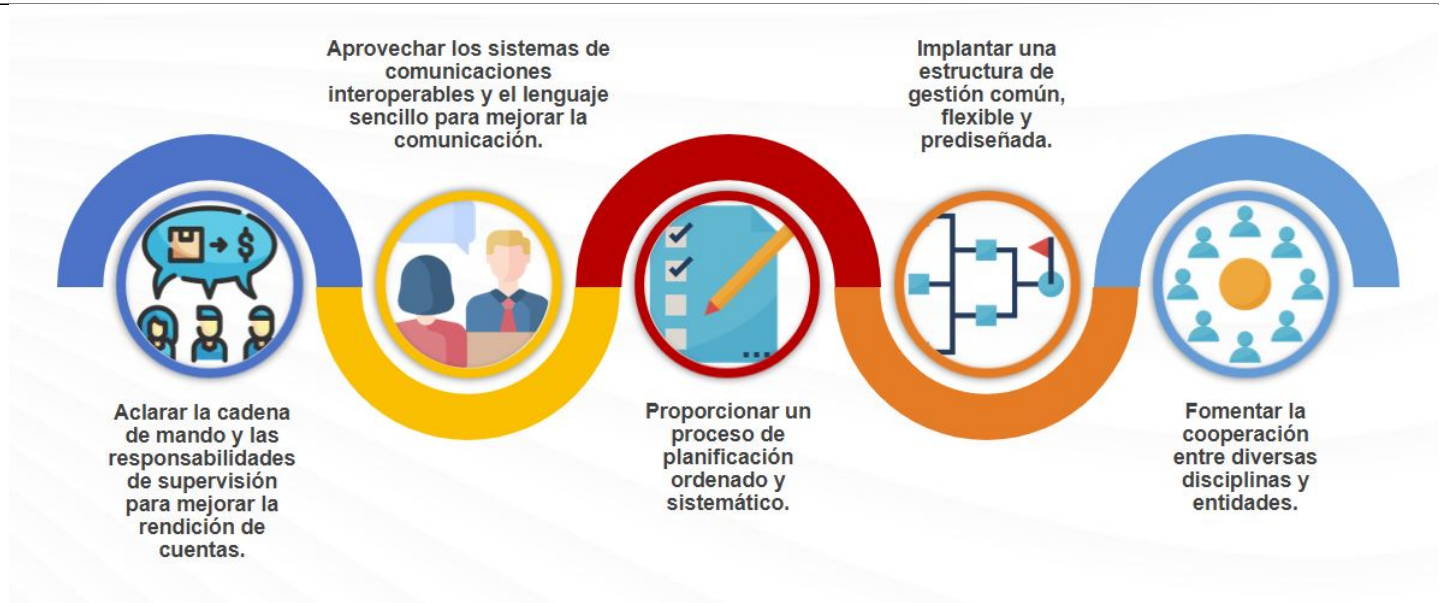 Aclarar la cadena
de mando y las
responsabilidades
de supervisión
para mejorar la
rendición de
cuentas.
Aprovechar los sistemas de
comunicaciones
interoperables y el lenguaje
sencillo para mejorar la
comunicación.
Proporcionar un
proceso de
planificación
ordenado y
sistemático.
Implantar una
estructura de
gestión común,
flexible y
prediseñada.
Fomentar la
cooperación
entre diversas
disciplinas y
entidades.